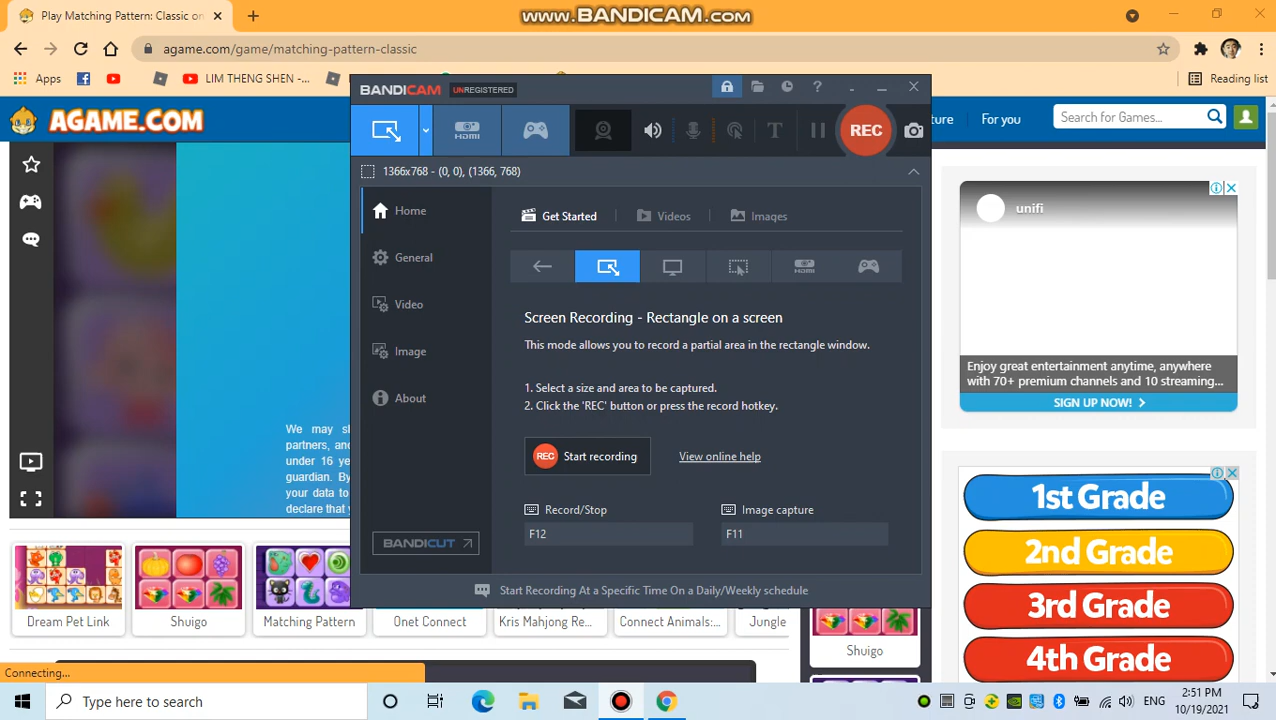 Play Matching Pattern: Classic on
www.BANDICAM.com
agame.com/game/matching-pattern-classic
Apps
LIM THENG SHEN -...
Reading list
AGAME.COM
BANDICAM UNREGISTERED
ture
For you
Search for Games...
HDMI
T
REC
1366x768 - (0, 0), (1366, 768)
Home
General
Video
Image
About
BANDICUT
Get Started
Videos
Images
HDMI
Screen Recording - Rectangle on a screen
This mode allows you to record a partial area in the rectangle window.
1. Select a size and area to be captured.
2. Click the 'REC' button or press the record hotkey.
REC Start recording
View online help
Record/Stop
Image capture
F12
F11
Start Recording At a Specific Time On a Daily/Weekly schedule
We may sh
partners, and
under 16 ye
guardian. By
your data to
declare that y
unifi
Enjoy great entertainment anytime, anywhere
with 70+ premium channels and 10 streaming...
SIGN UP NOW!
1st Grade
2nd Grade
3rd Grade
4th Grade
Dream Pet Link
Shuigo
Matching Pattern
Onet Connect
Kris Mahjong Re...
Connect Animals:...
Jungle
Shuigo
Connecting...
Type here to search
ENG
2:51 PM
10/19/2021